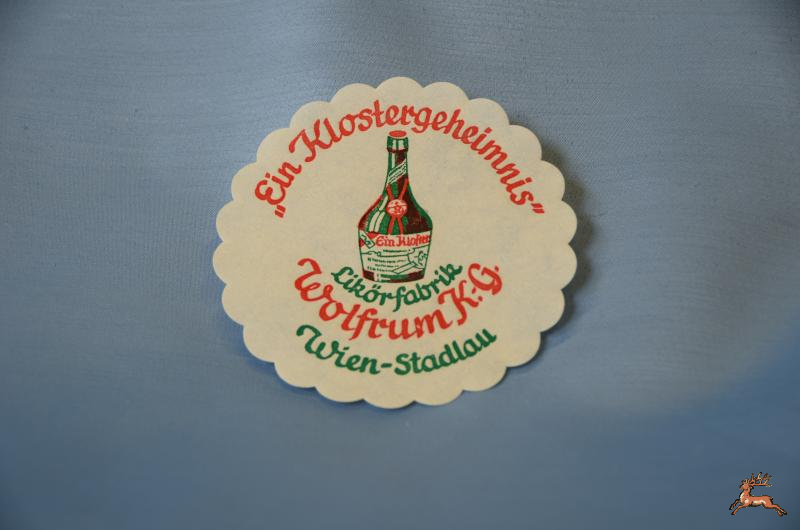 „Ein Klostergeheimnis"
Ein Kloster
Likörfabrik
Wolfrum K.G.
Wien-Stadlau